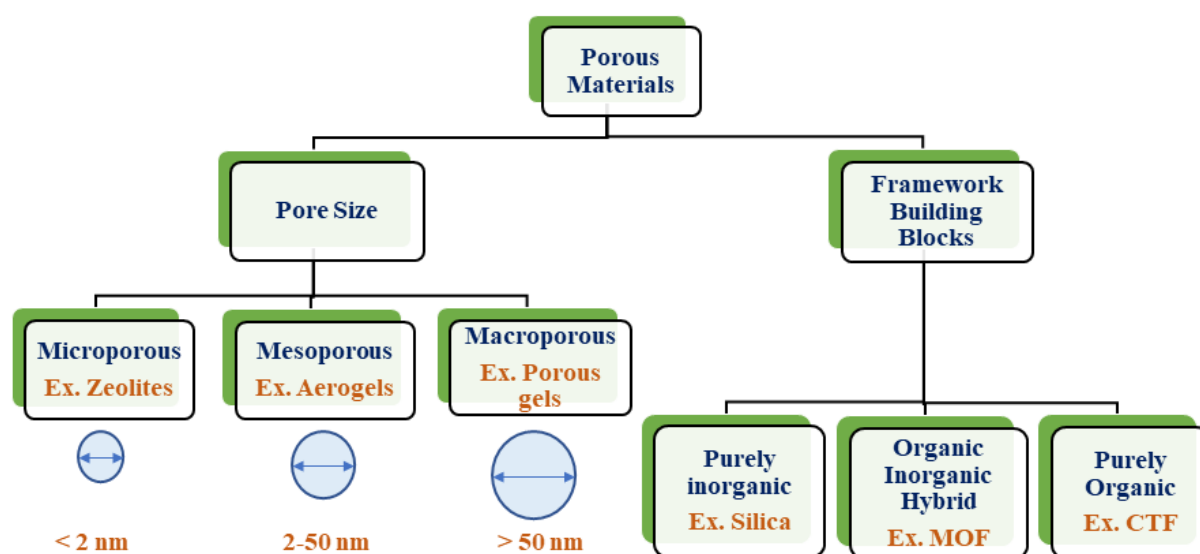 Porous
Materials
Pore Size
Framework
Building
Blocks
Microporous
Ex. Zeolites
Mesoporous
Ex. Aerogels
Macroporous
Ex. Porous
gels
< 2 nm
2-50 nm
> 50 nm
Purely
inorganic
Ex. Silica
Organic
Inorganic
Hybrid
Ex. MOF
Purely
Organic
Ex. CTF